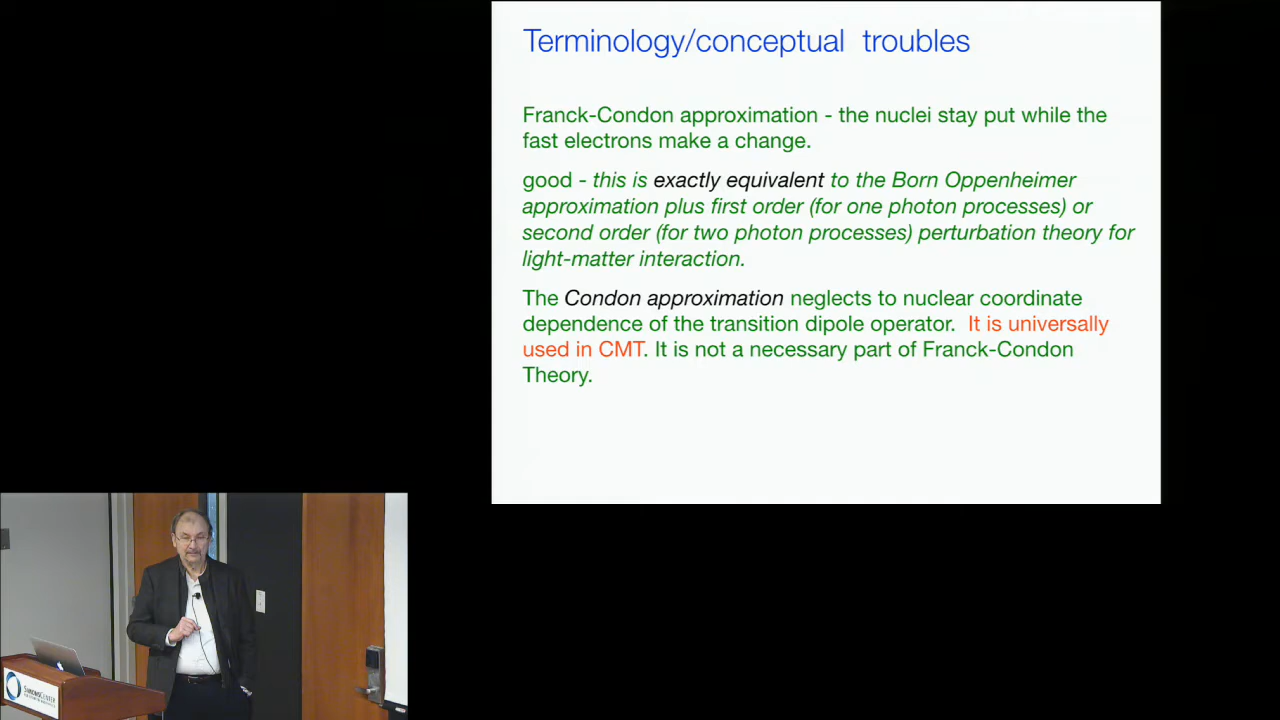 Terminology/conceptual troubles
Franck-Condon approximation - the nuclei stay put while the
fast electrons make a change.
good - this is exactly equivalent to the Born Oppenheimer
approximation plus first order (for one photon processes) or
second order (for two photon processes) perturbation theory for
light-matter interaction.
The Condon approximation neglects to nuclear coordinate
dependence of the transition dipole operator. It is universally
used in CMT. It is not a necessary part of Franck-Condon
Theory.
SIMONS CENTER